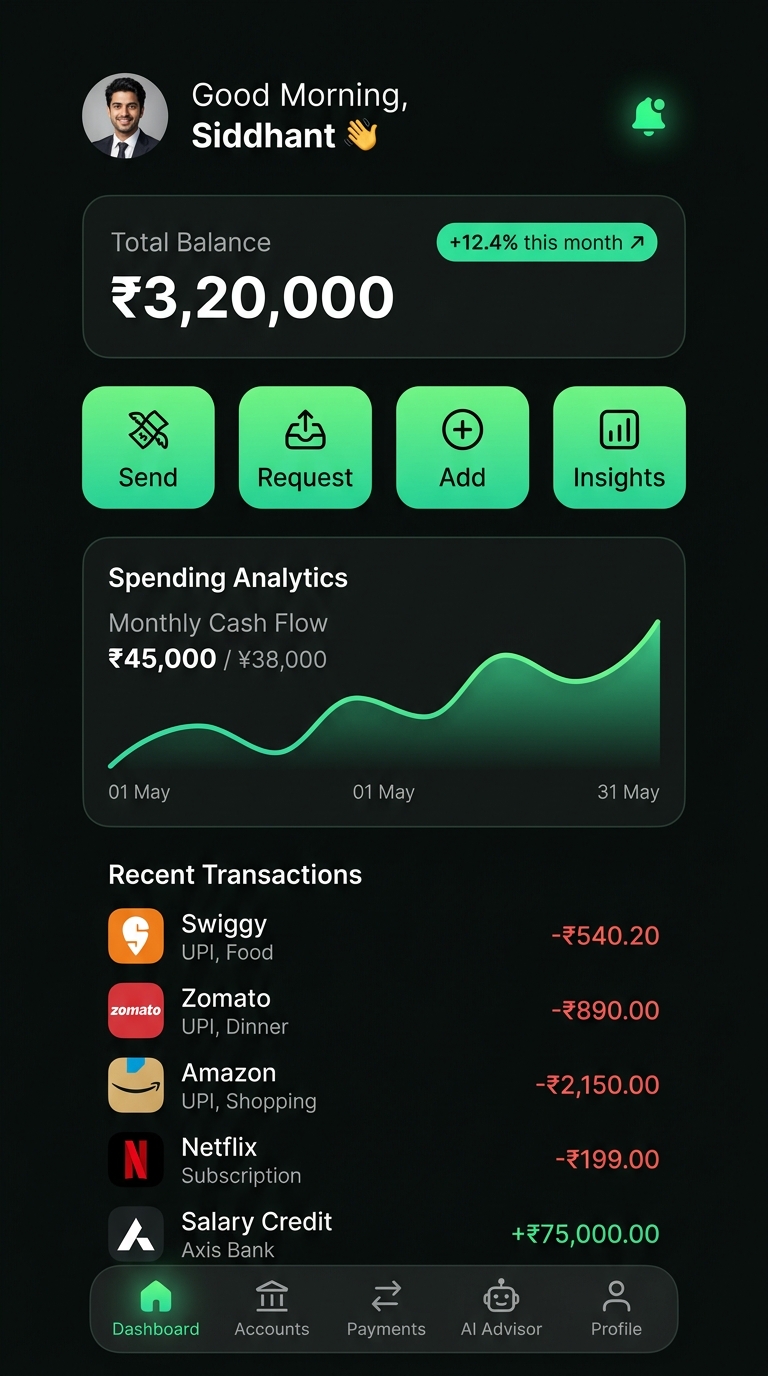 Good Morning,
Siddhant 👋
Total Balance
+12.4% this month ↗
₹3,20,000
Send
Request
Add
Insights
Spending Analytics
Monthly Cash Flow
₹45,000 / ¥38,000
01 May
01 May
31 May
Recent Transactions
Swiggy
UPI, Food
-₹540.20
zomato
Zomato
UPI, Dinner
-₹890.00
Amazon
UPI, Shopping
-₹2,150.00
N
Netflix
Subscription
-₹199.00
Salary Credit
Axis Bank
+₹75,000.00
Dashboard
Accounts
Payments
AI Advisor
Profile